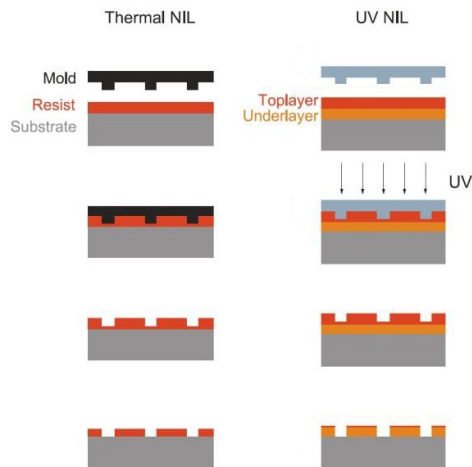 Thermal NIL
UV NIL
Mold
Resist
Substrate
Toplayer
Underlayer
UV